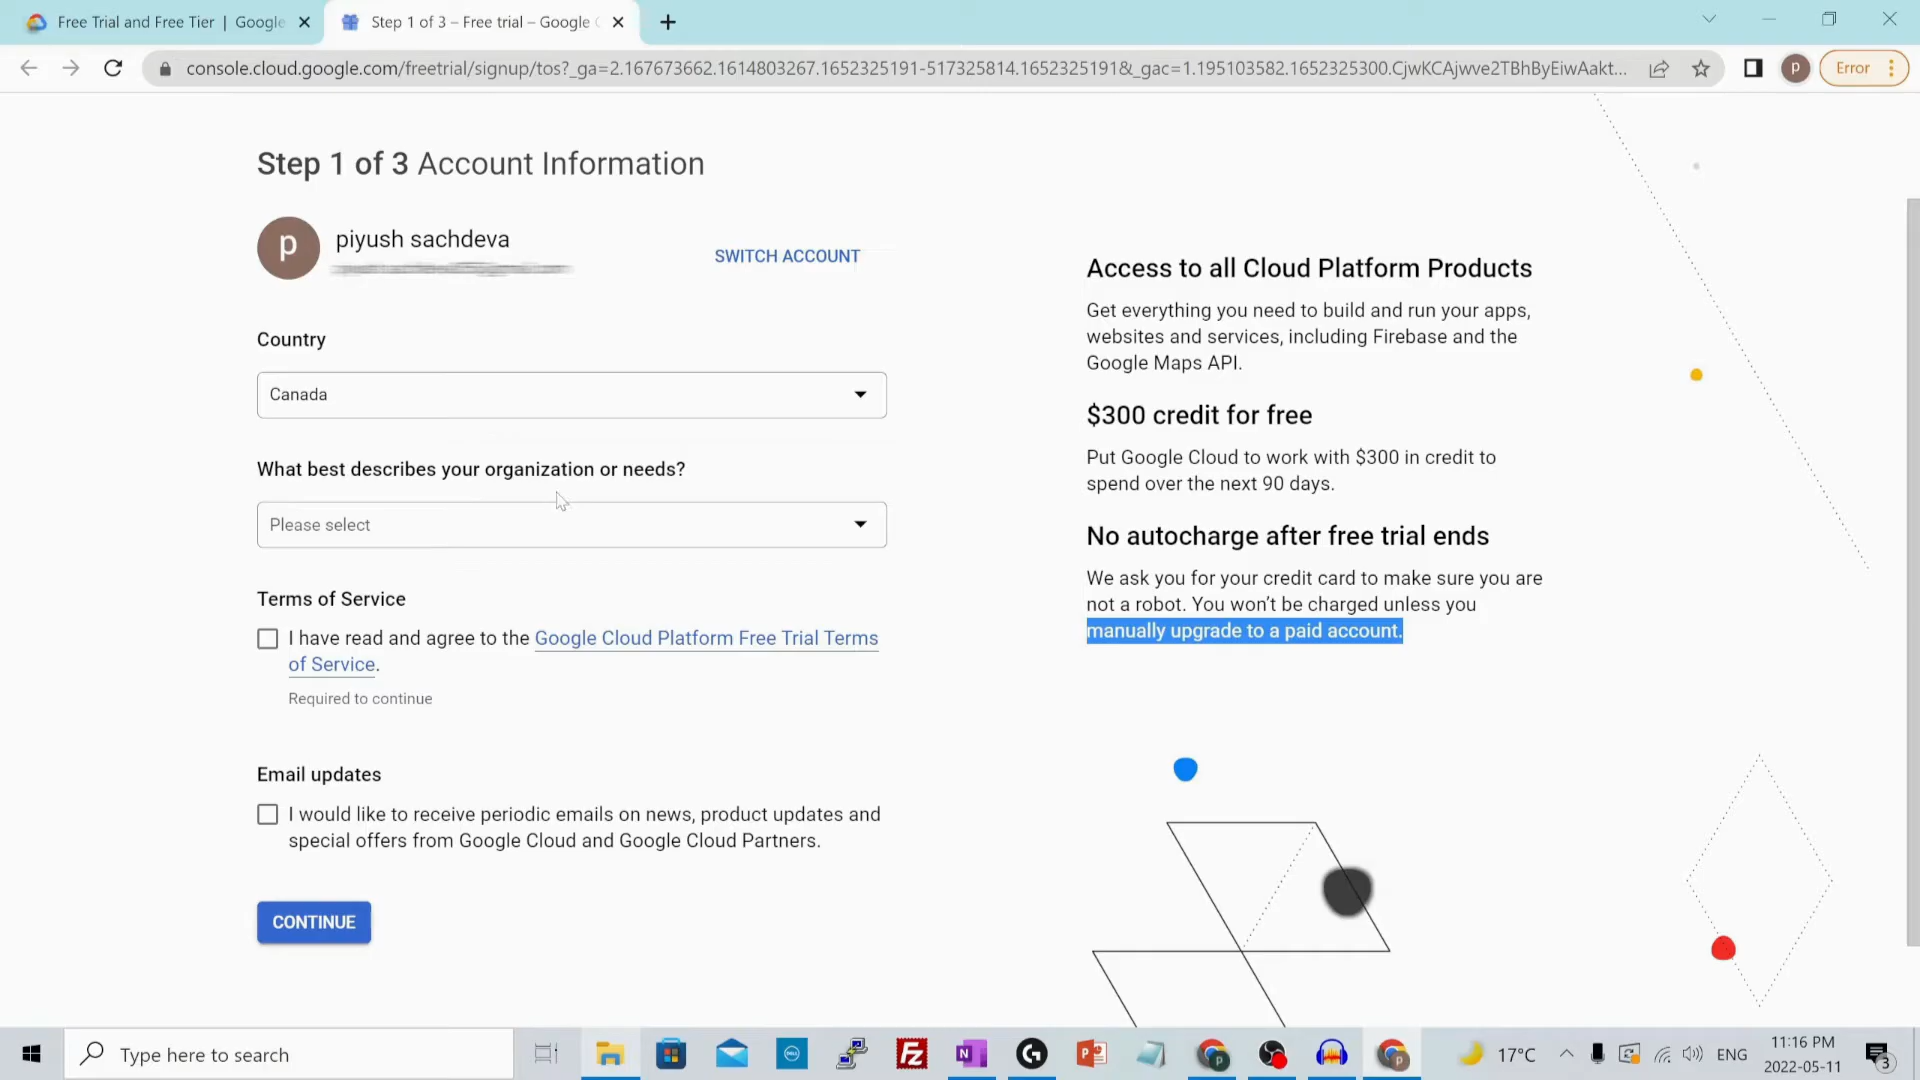 Free Trial and Free Tier | Google
Step 1 of 3 – Free trial – Google
console.cloud.google.com/freetrial/signup/tos?_ga=2.167673662.1614803267.1652325191-517325814.1652325191&_gac=1.195103582.1652325300.CjwKCAjwve2TBhByEiwAakt...
p
Error
Step 1 of 3 Account Information
p
piyush sachdeva
SWITCH ACCOUNT
Country
Canada
What best describes your organization or needs?
Please select
Terms of Service
I have read and agree to the Google Cloud Platform Free Trial Terms
of Service.
Required to continue
Email updates
I would like to receive periodic emails on news, product updates and
special offers from Google Cloud and Google Cloud Partners.
CONTINUE
Access to all Cloud Platform Products
Get everything you need to build and run your apps,
websites and services, including Firebase and the
Google Maps API.
$300 credit for free
Put Google Cloud to work with $300 in credit to
spend over the next 90 days.
No autocharge after free trial ends
We ask you for your credit card to make sure you are
not a robot. You won't be charged unless you
manually upgrade to a paid account.
Type here to search
17°C
ENG
11:16 PM
2022-05-11
3